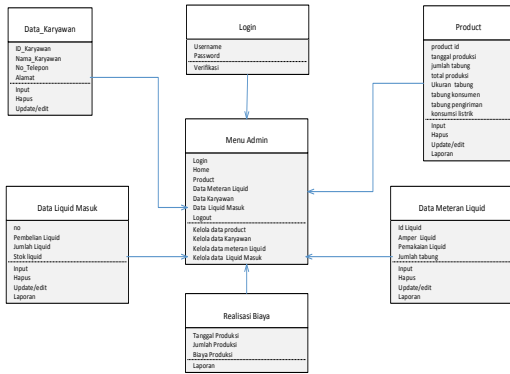 Data_Karyawan
ID_Karyawan
Nama_Karyawan
No_Telepon
Alamat
Input
Hapus
Update/edit
Login
Username
Password
Verifikasi
Product
product id
tanggal produksi
jumlah tabung
total produksi
Ukuran tabung
tabung konsumen
tabung pengiriman
konsumsi listrik
Input
Hapus
Update/edit
Laporan
Menu Admin
Login
Home
Product
Data Meteran Liquid
Data Karyawan
Data Liquid Masuk
Logout
Kelola data product
Kelola data Karyawan
Kelola data meteran Liquid
Kelola data Liquid Masuk
Data Liquid Masuk
no
Pembelian Liquid
Jumlah Liquid
Stok liquid
Input
Hapus
Update/edit
Laporan
Data Meteran Liquid
Id Liquid
Amper Liquid
Pemakaian Liquid
Jumlah tabung
Input
Hapus
Update/edit
Laporan
Realisasi Biaya
Tanggal Produksi
Jumlah Produksi
Biaya Produksi
Laporan